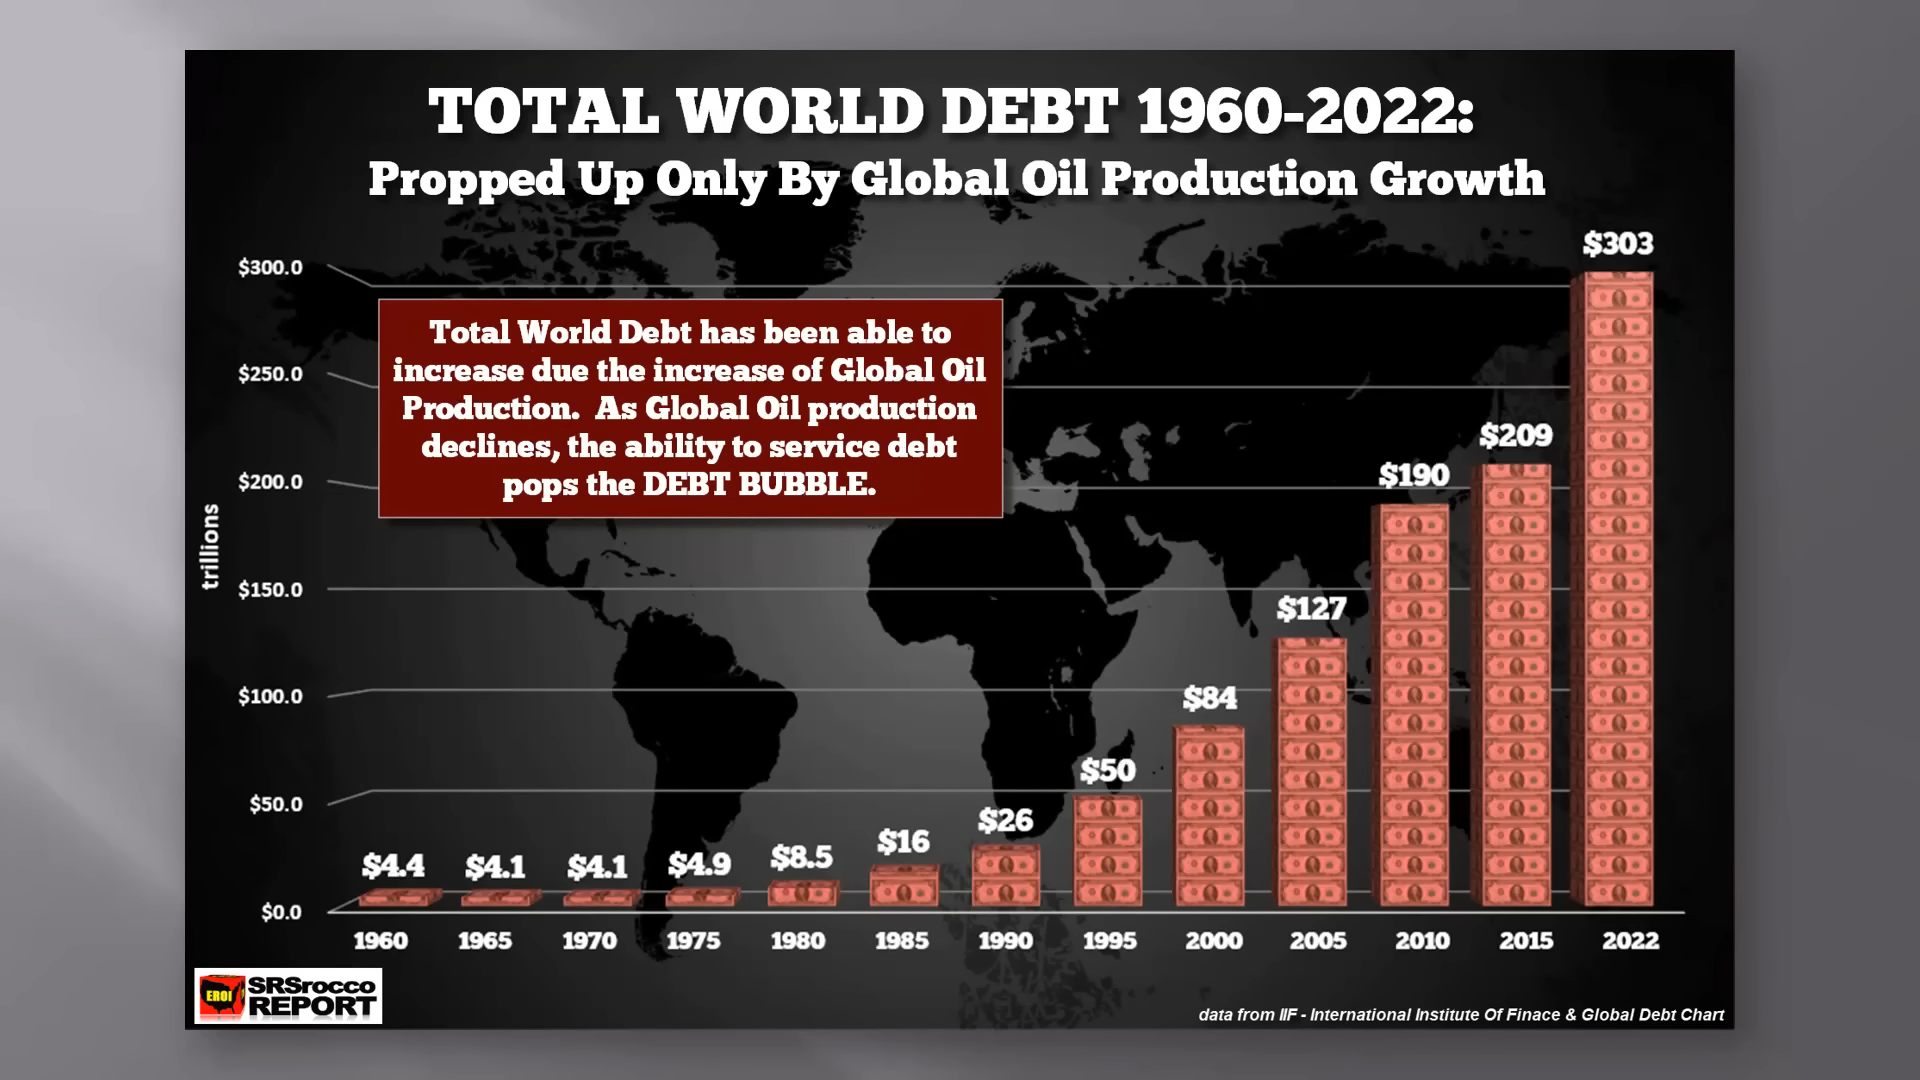 TOTAL WORLD DEBT 1960-2022:
Propped Up Only By Global Oil Production Growth
$303
$300.0
Total World Debt has been able to
increase due the increase of Global Oil
Production. As Global Oil production
declines, the ability to service debt
pops the DEBT BUBBLE.
$250.0
$209
$190
$200.0
trillions
$150.0
$127
$100.0
$84
$50
$50.0
$26
$16
$8.5
$4.9
$4.1
$4.1
$4.4
$0.0
1960 1965 1970 1975 1980 1985 1990 1995 2000 2005 2010 2015 2022
EROI
SRSrocco
REPORT
data from IIF - International Institute Of Finace & Global Debt Chart